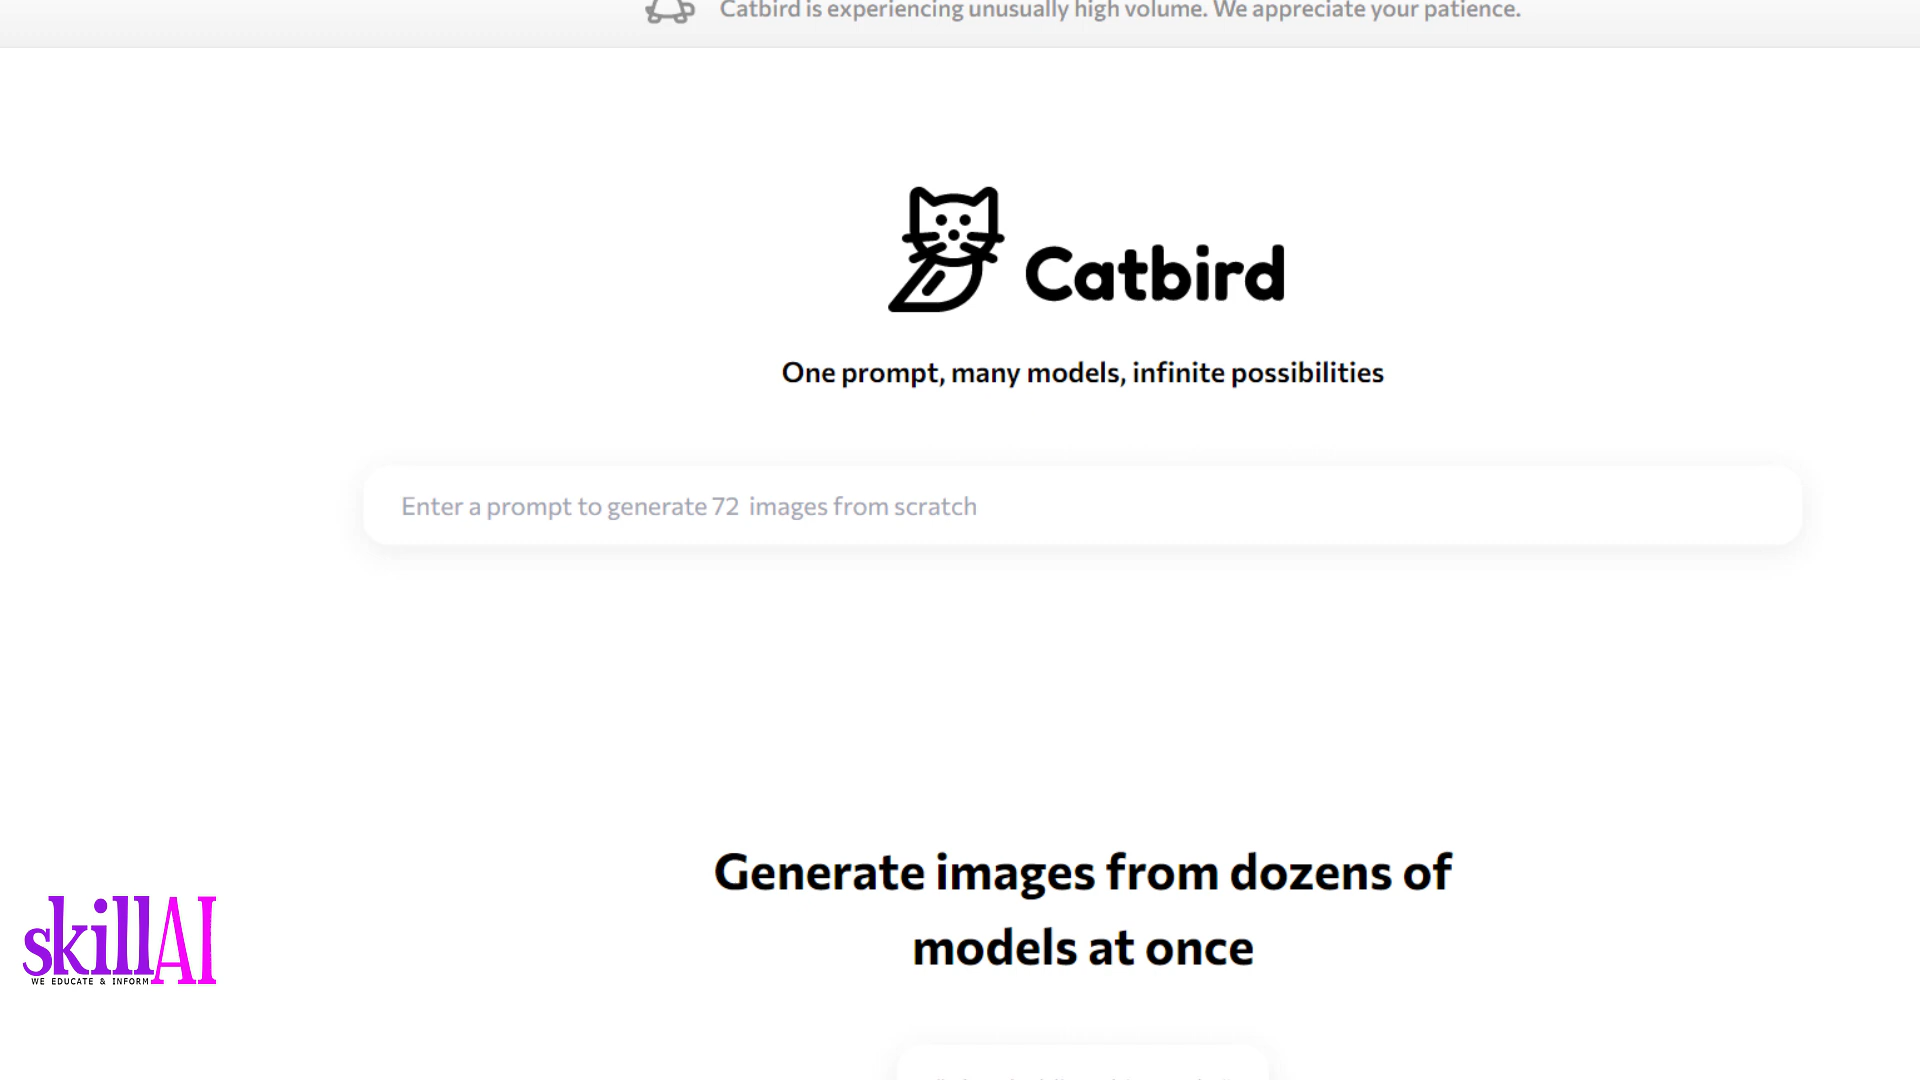 Catbird is experiencing unusually high volume. We appreciate your patience.
Catbird
One prompt, many models, infinite possibilities
Enter a prompt to generate 72 images from scratch
Generate images from dozens of
models at once
skillAI
WE EDUCATE & INFORM